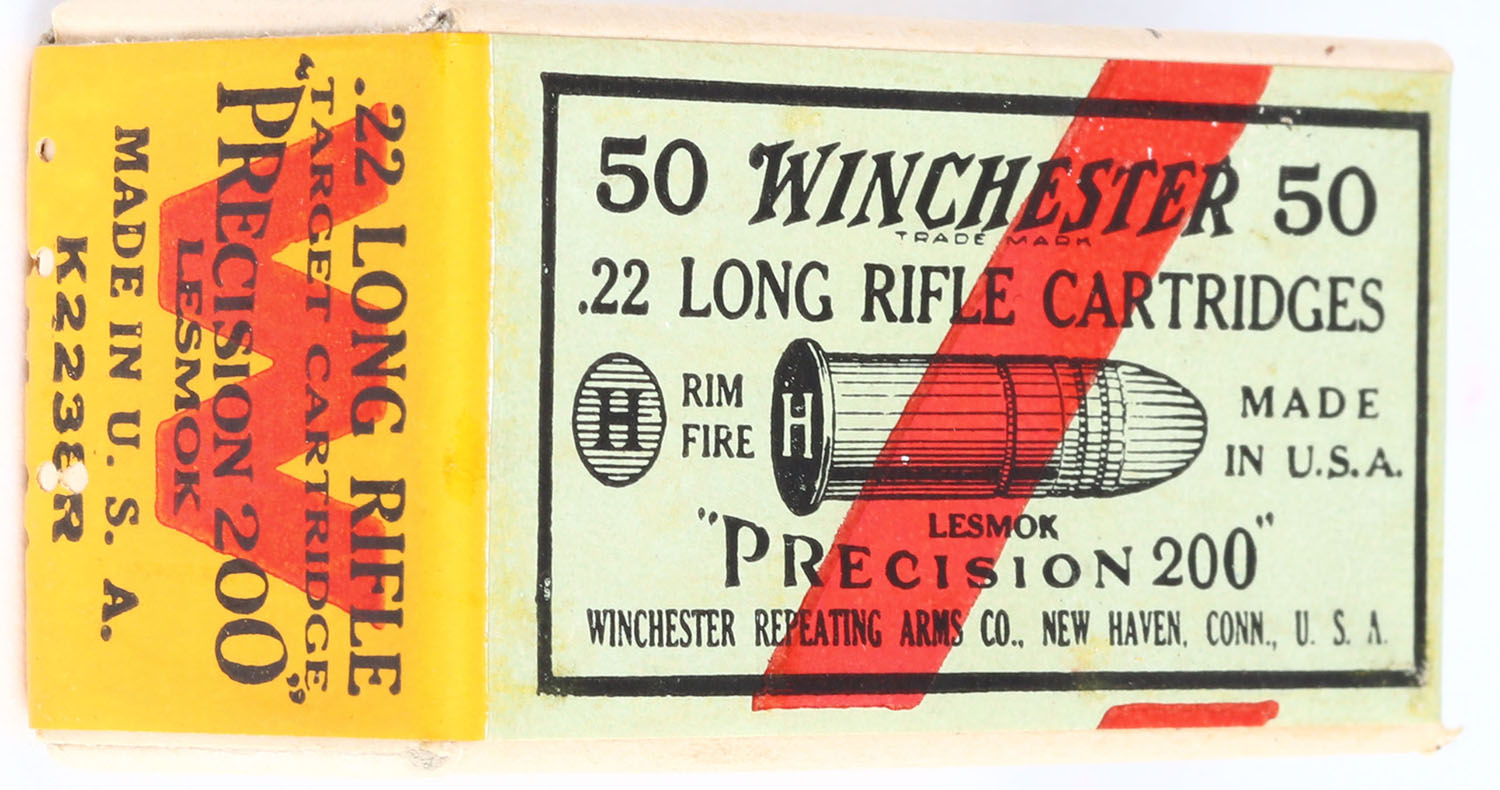 .22 LONG RIFLE
TARGET CARTRIDGE
"PRECISION 200"
LESMOK
MADE IN U. S. A.
K2238R
50 WINCHESTER 50
TRADE MARK
.22 LONG RIFLE CARTRIDGES
H RIM FIRE H MADE IN U.S.A.
LESMOK
"PRECISION 200"
WINCHESTER REPEATING ARMS CO., NEW HAVEN, CONN., U. S. A.